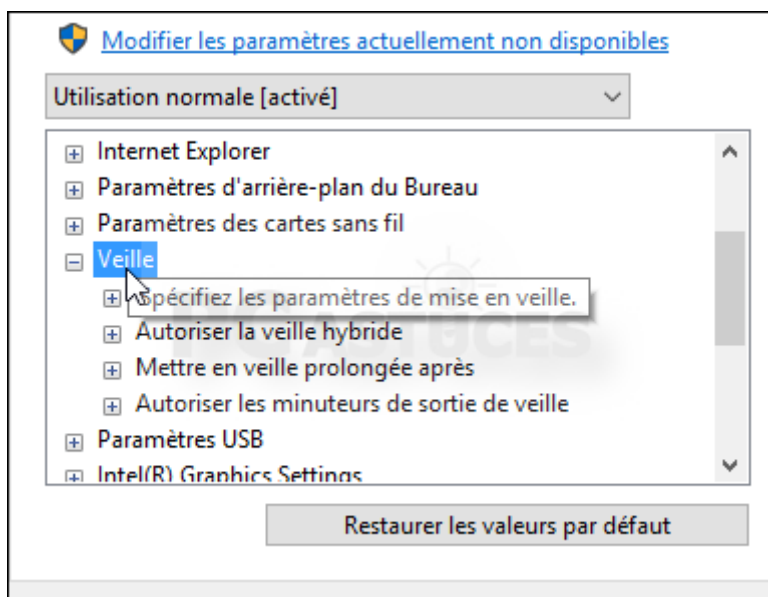 Modifier les paramètres actuellement non disponibles
Utilisation normale [activé]
Internet Explorer
Paramètres d'arrière-plan du Bureau
Paramètres des cartes sans fil
Veille
Spécifiez les paramètres de mise en veille.
Autoriser la veille hybride
Mettre en veille prolongée après
Autoriser les minuteurs de sortie de veille
Paramètres USB
Intel(R) Graphics Settings
Restaurer les valeurs par défaut
PC ASTUCES